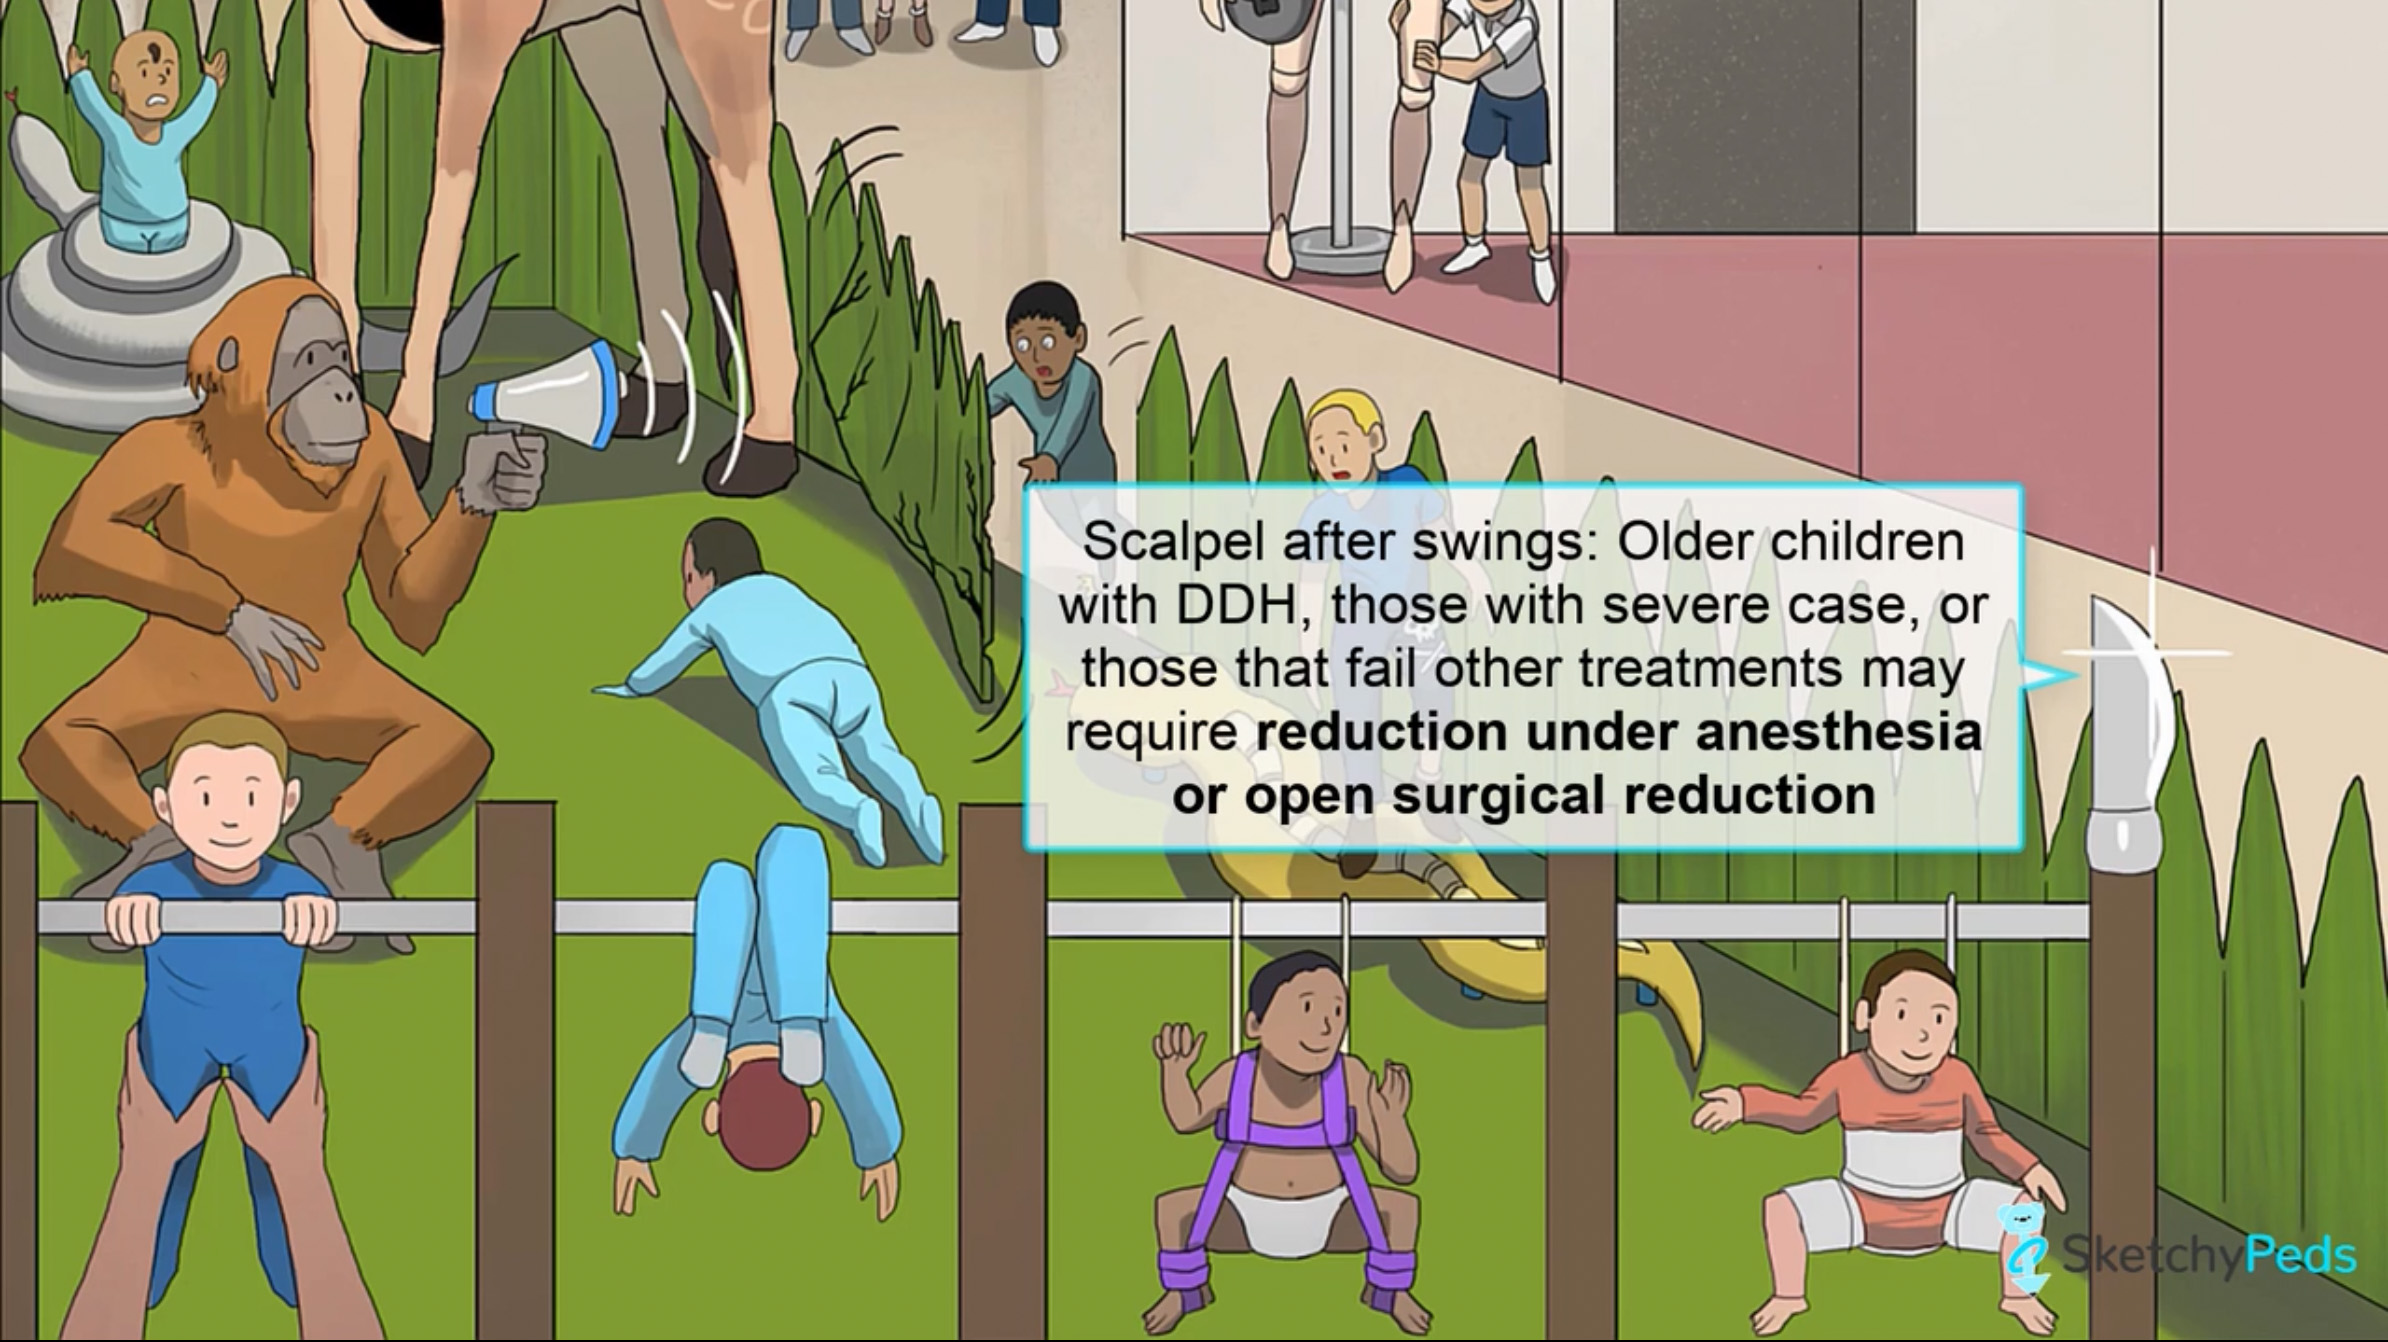 Scalpel after swings: Older children
with DDH, those with severe case, or
those that fail other treatments may
require reduction under anesthesia
or open surgical reduction
SketchyPeds